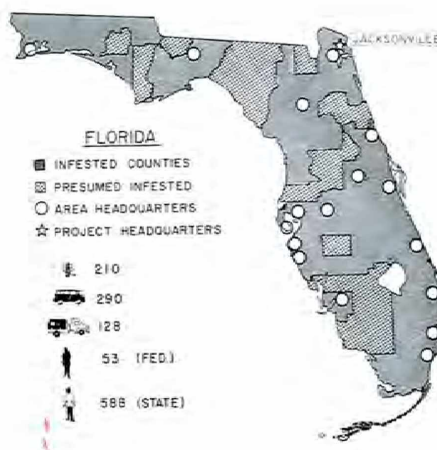 JACKSONVILLE
FLORIDA
INFESTED COUNTIES
PRESUMED INFESTED
AREA HEADQUARTERS
PROJECT HEADQUARTERS
210
290
128
53 (FED.)
588 (STATE)